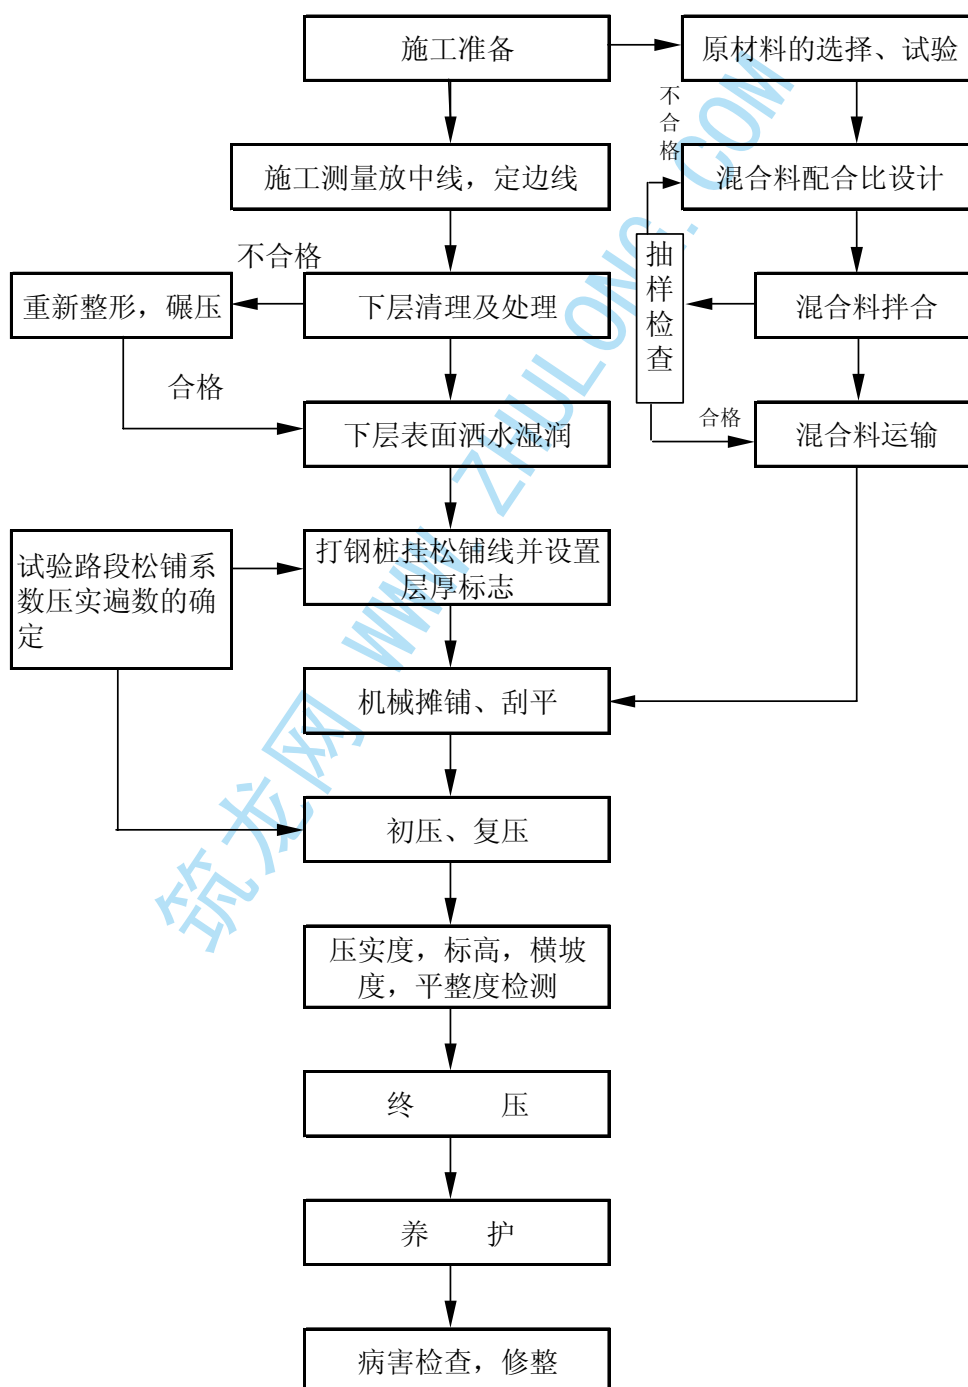 施工准备
原材料的选择、试验
不合格
施工测量放中线，定边线
混合料配合比设计
不合格
抽样检查
重新整形，碾压
下层清理及处理
混合料拌合
合格
合格
下层表面洒水湿润
混合料运输
打钢桩挂松铺线并设置
层厚标志
试验路段松铺系
数压实遍数的确
定
机械摊铺、刮平
初压、复压
压实度，标高，横坡
度，平整度检测
终 压
养 护
病害检查，修整
筑龙网 WWW.ZHULONG.COM